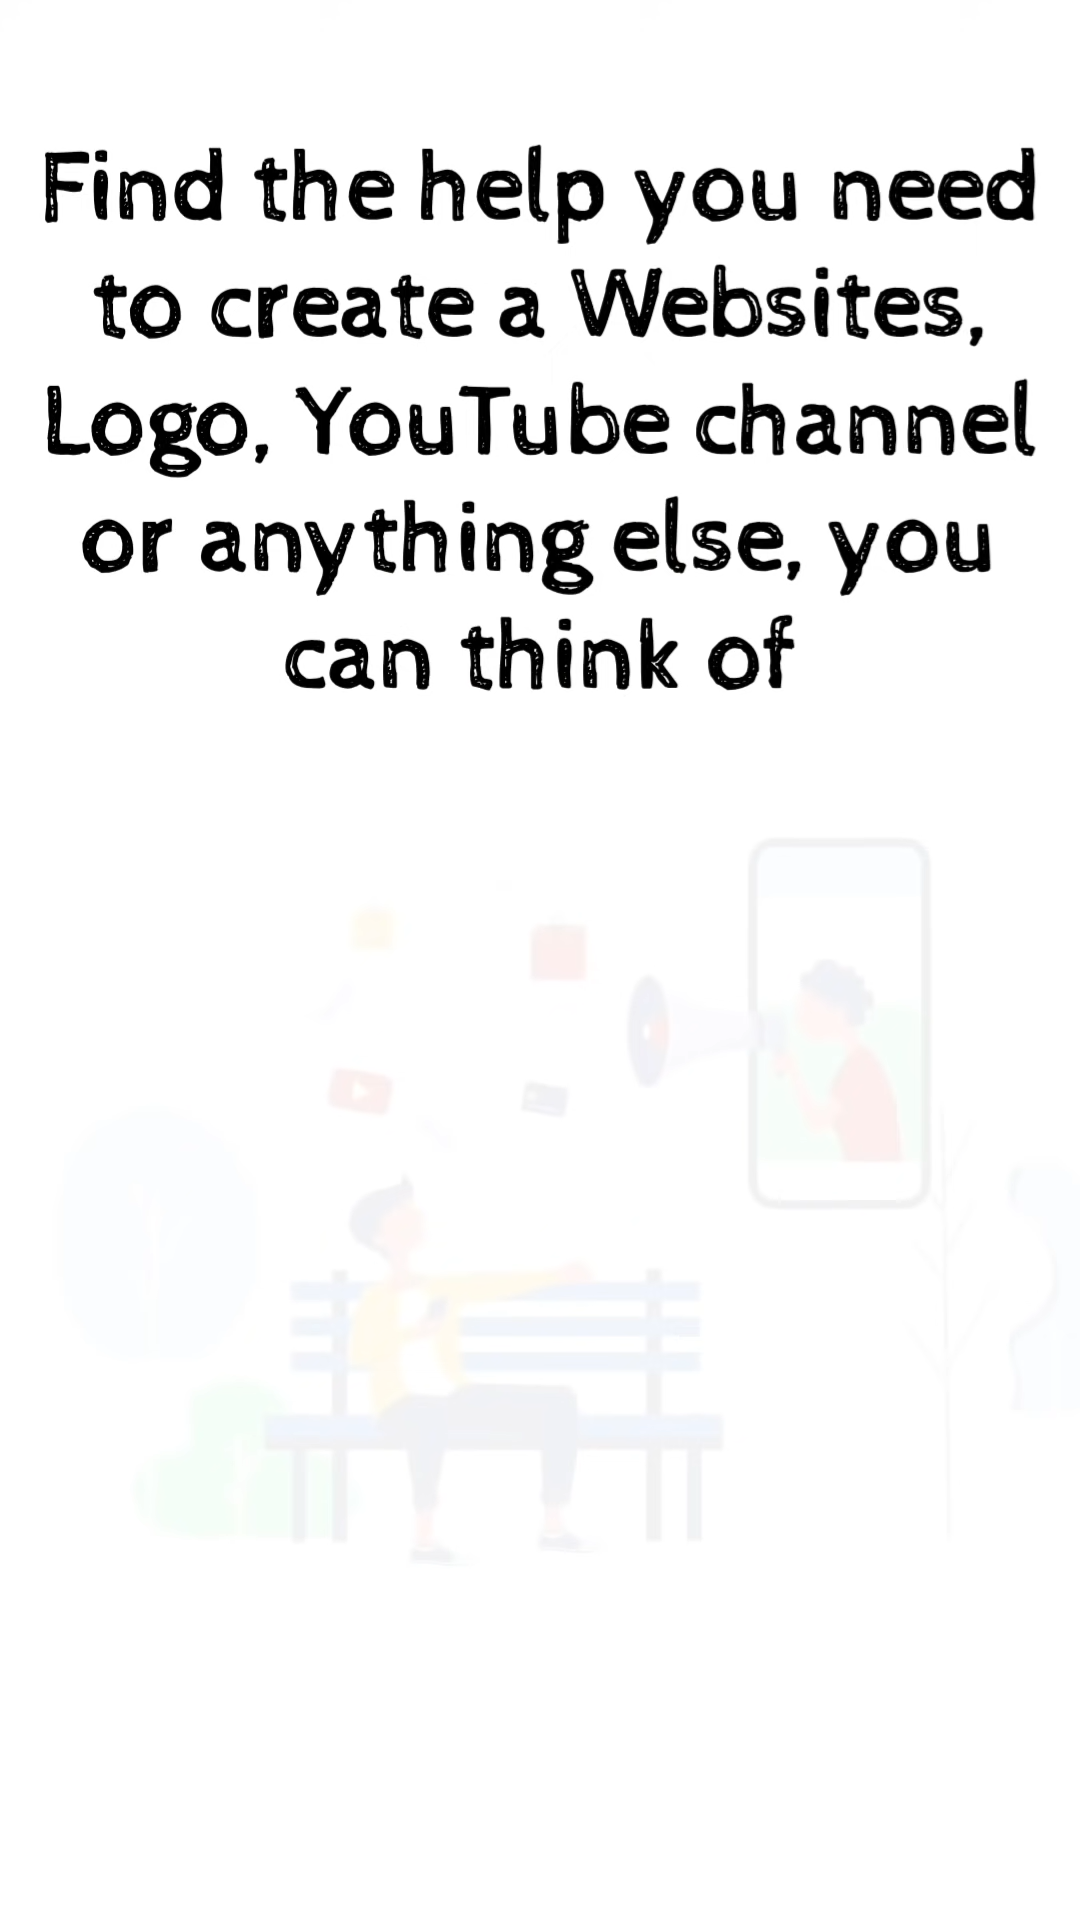 Find the help you need
to create a Websites,
Logo, YouTube channel
or anything else, you
can think of